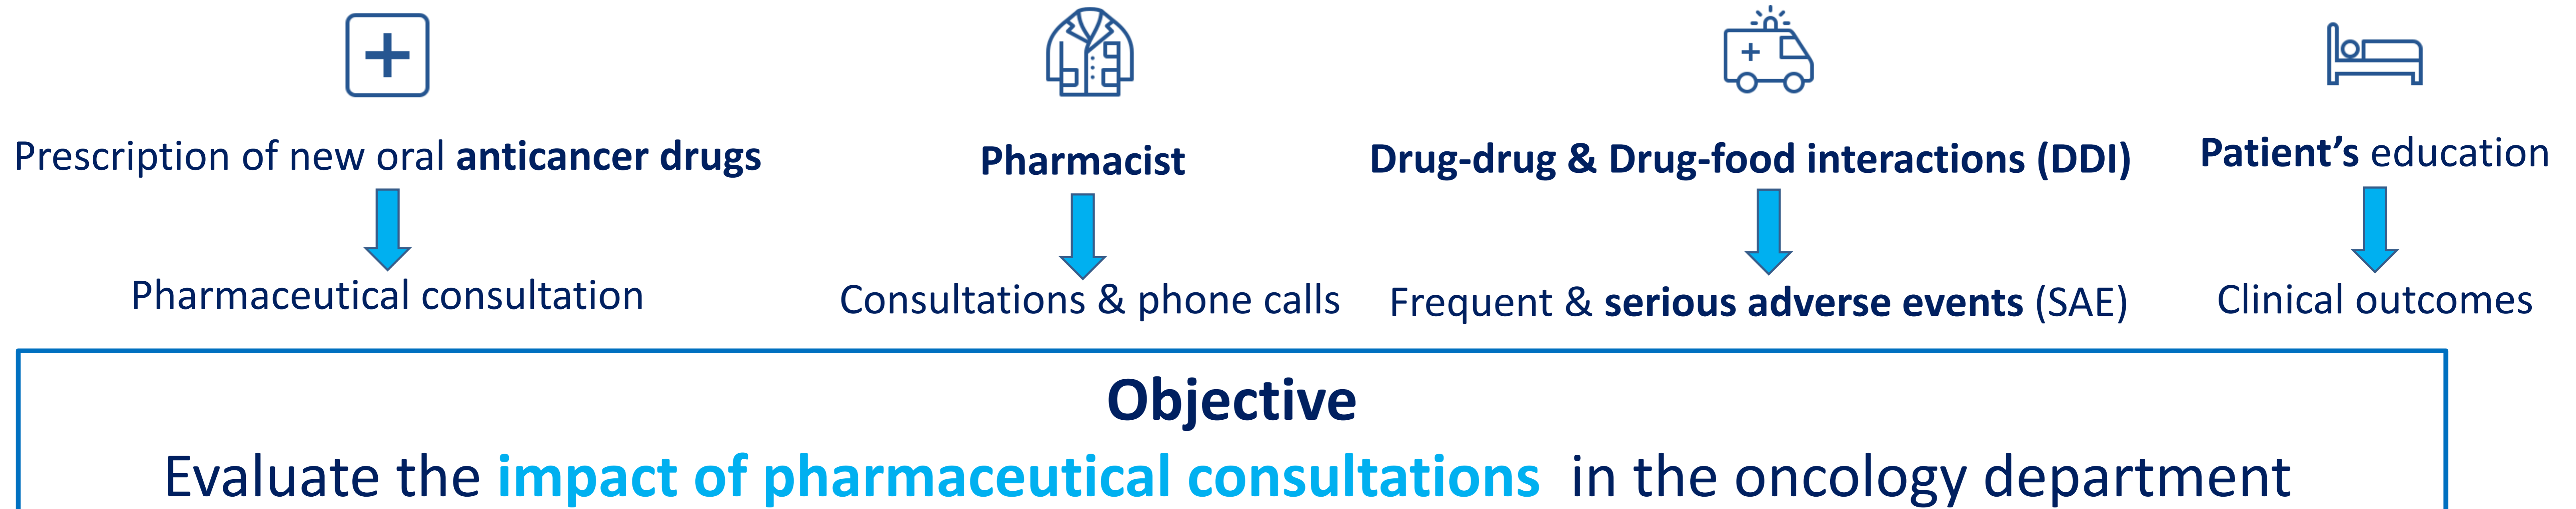 Prescription of new oral anticancer drugs
Pharmacist
Drug-drug & Drug-food interactions (DDI)
Patient’s education
Pharmaceutical consultation
Consultations & phone calls
Frequent & serious adverse events (SAE)
Clinical outcomes
Objective
Evaluate the impact of pharmaceutical consultations in the oncology department